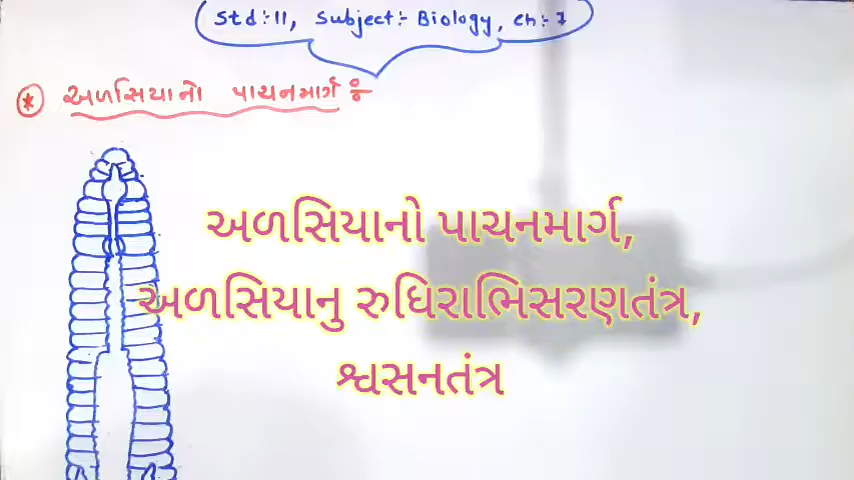 Std:-11, Subject:- Biology, Ch:-7
* અળસિયાનો પાચનમાર્ગ :-
અળસિયાનો પાચનમાર્ગ,
અળસિયાનુ રુધિરાભિસરણતંત્ર,
શ્વસનતંત્ર